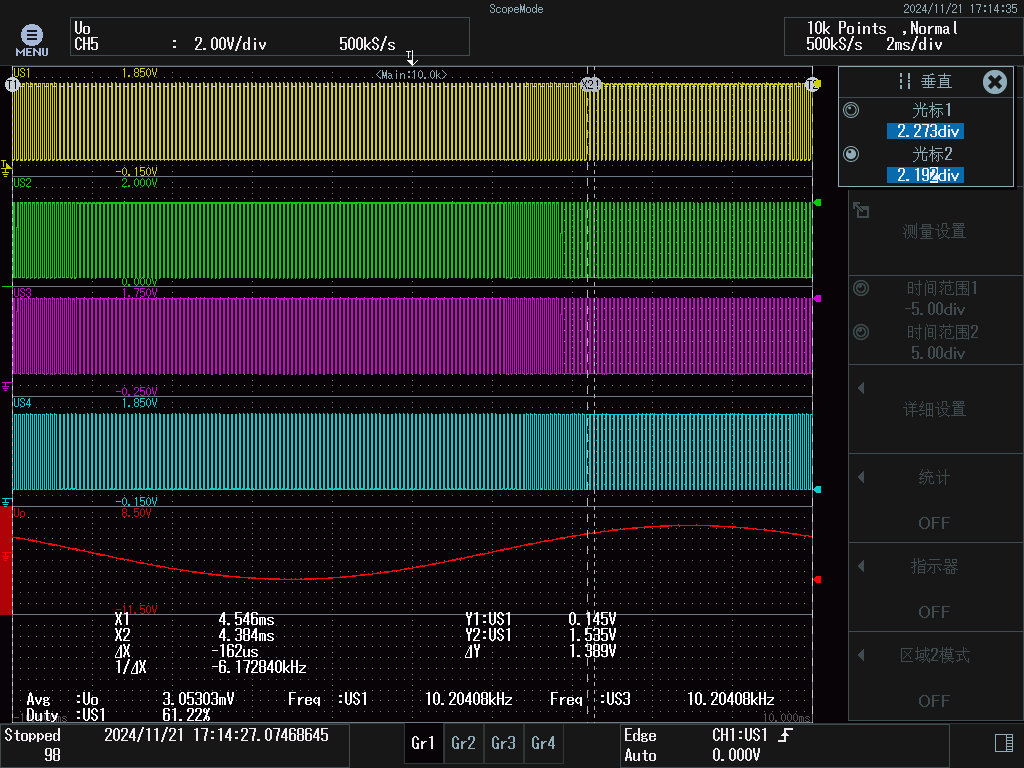 ScopeMode
2024/11/21 17:14:35
MENU
Uo
CH5 : 2.00V/div 500kS/s
10k Points ,Normal
500kS/s 2ms/div
US1 1.850V
<Main:10.0k>
-0.150V
US2 2.000V
0.000V
US3 1.750V
-0.250V
US4 1.850V
-0.150V
Uo 8.50V
-11.50V
垂直
光标1
2.273div
光标2
2.192div
测量设置
时间范围1
-5.00div
时间范围2
5.00div
详细设置
统计
OFF
指示器
OFF
区域2模式
OFF
X1 4.546ms Y1:US1 0.145V
X2 4.384ms Y2:US1 1.535V
ΔX -162us ΔY 1.389V
1/ΔX -6.172840kHz
Avg :Uo 3.05303mV Freq :US1 10.20408kHz Freq :US3 10.20408kHz
Duty :US1 61.22%
10.000ms
Stopped 2024/11/21 17:14:27.07468645
98
Gr1 Gr2 Gr3 Gr4
Edge CH1:US1
Auto 0.000V